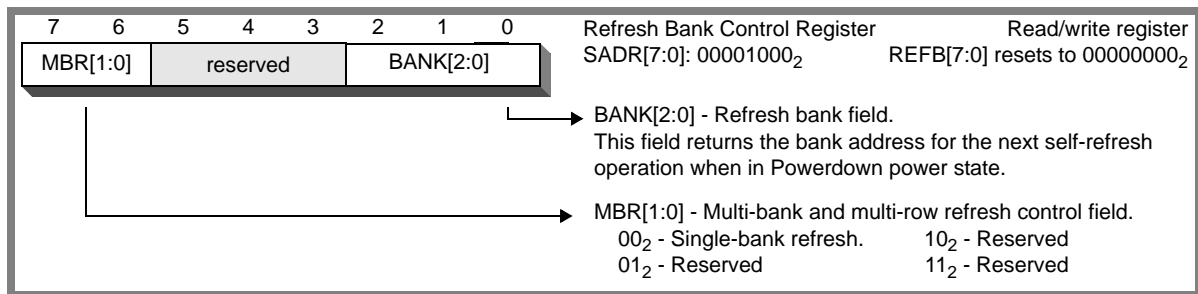 7 6 5 4 3 2 1 0
MBR[1:0] reserved BANK[2:0]
Refresh Bank Control Register Read/write register
SADR[7:0]: 00001000₂ REFB[7:0] resets to 00000000₂
BANK[2:0] - Refresh bank field.
This field returns the bank address for the next self-refresh
operation when in Powerdown power state.
MBR[1:0] - Multi-bank and multi-row refresh control field.
00₂ - Single-bank refresh. 10₂ - Reserved
01₂ - Reserved 11₂ - Reserved